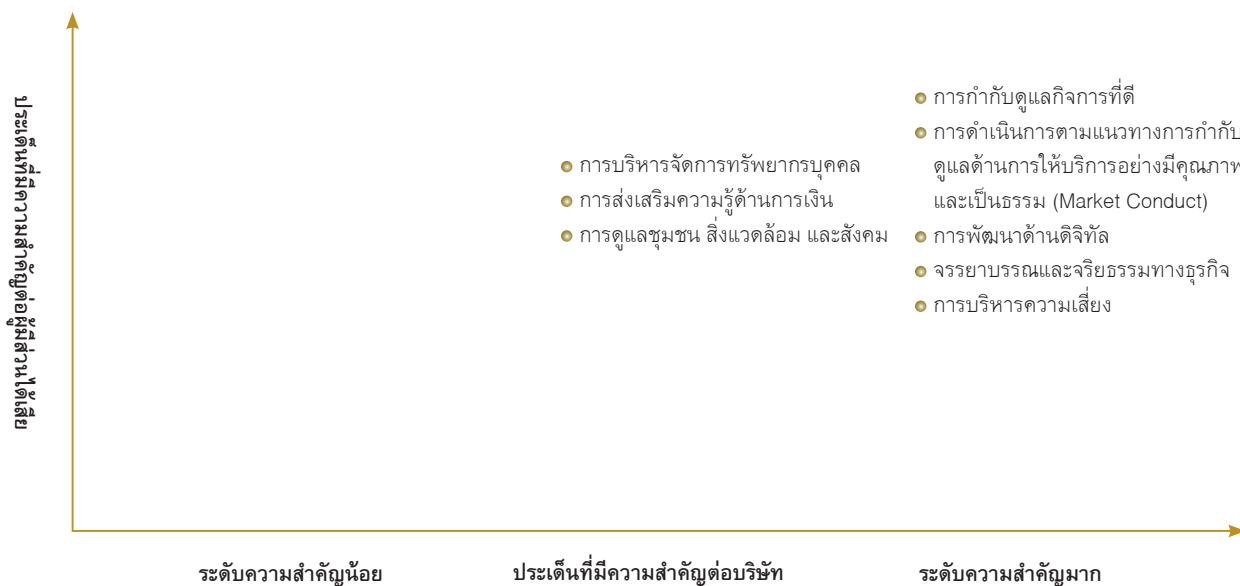 ประเด็นที่มีความสำคัญต่อผู้มีส่วนได้เสีย
การบริหารจัดการทรัพยากรบุคคล
การส่งเสริมความรู้ด้านการเงิน
การดูแลชุมชน สิ่งแวดล้อม และสังคม
การกำกับดูแลกิจการที่ดี
การดำเนินการตามแนวทางการกำกับ
ดูแลด้านการให้บริการอย่างมีคุณภาพ
และเป็นธรรม (Market Conduct)
การพัฒนาด้านดิจิทัล
จรรยาบรรณและจริยธรรมทางธุรกิจ
การบริหารความเสี่ยง
ระดับความสำคัญน้อย
ประเด็นที่มีความสำคัญต่อบริษัท
ระดับความสำคัญมาก